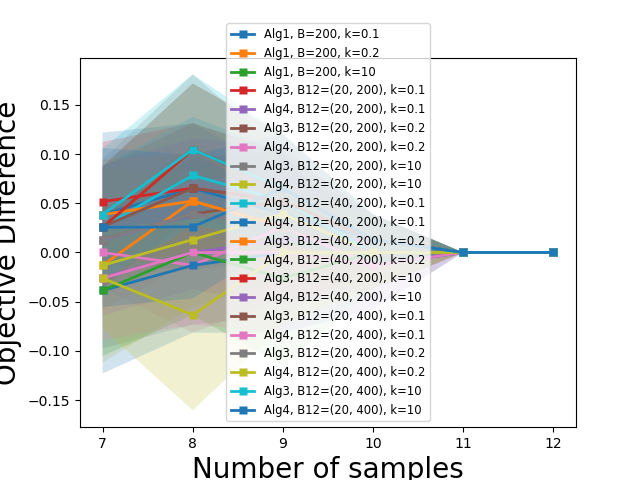 Alg1, B=200, k=0.1
Alg1, B=200, k=0.2
Alg1, B=200, k=10
Alg3, B12=(20, 200), k=0.1
Alg4, B12=(20, 200), k=0.1
Alg3, B12=(20, 200), k=0.2
Alg4, B12=(20, 200), k=0.2
Alg3, B12=(20, 200), k=10
Alg4, B12=(20, 200), k=10
Alg3, B12=(40, 200), k=0.1
Alg4, B12=(40, 200), k=0.1
Alg3, B12=(40, 200), k=0.2
Alg4, B12=(40, 200), k=0.2
Alg3, B12=(40, 200), k=10
Alg4, B12=(40, 200), k=10
Alg3, B12=(20, 400), k=0.1
Alg4, B12=(20, 400), k=0.1
Alg3, B12=(20, 400), k=0.2
Alg4, B12=(20, 400), k=0.2
Alg3, B12=(20, 400), k=10
Alg4, B12=(20, 400), k=10
Objective Difference
0.15
0.10
0.05
0.00
−0.05
−0.10
−0.15
7 8 9 10 11 12
Number of samples